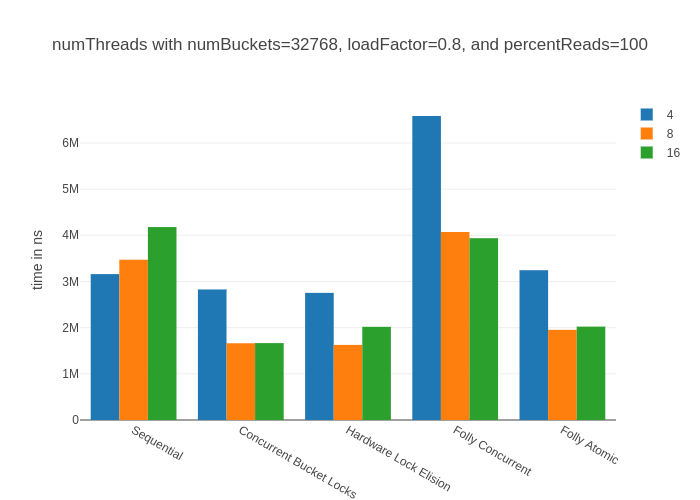 numThreads with numBuckets=32768, loadFactor=0.8, and percentReads=100
4
8
16
time in ns
6M
5M
4M
3M
2M
1M
0
Sequential
Concurrent Bucket Locks
Hardware Lock Elision
Folly Concurrent
Folly Atomic